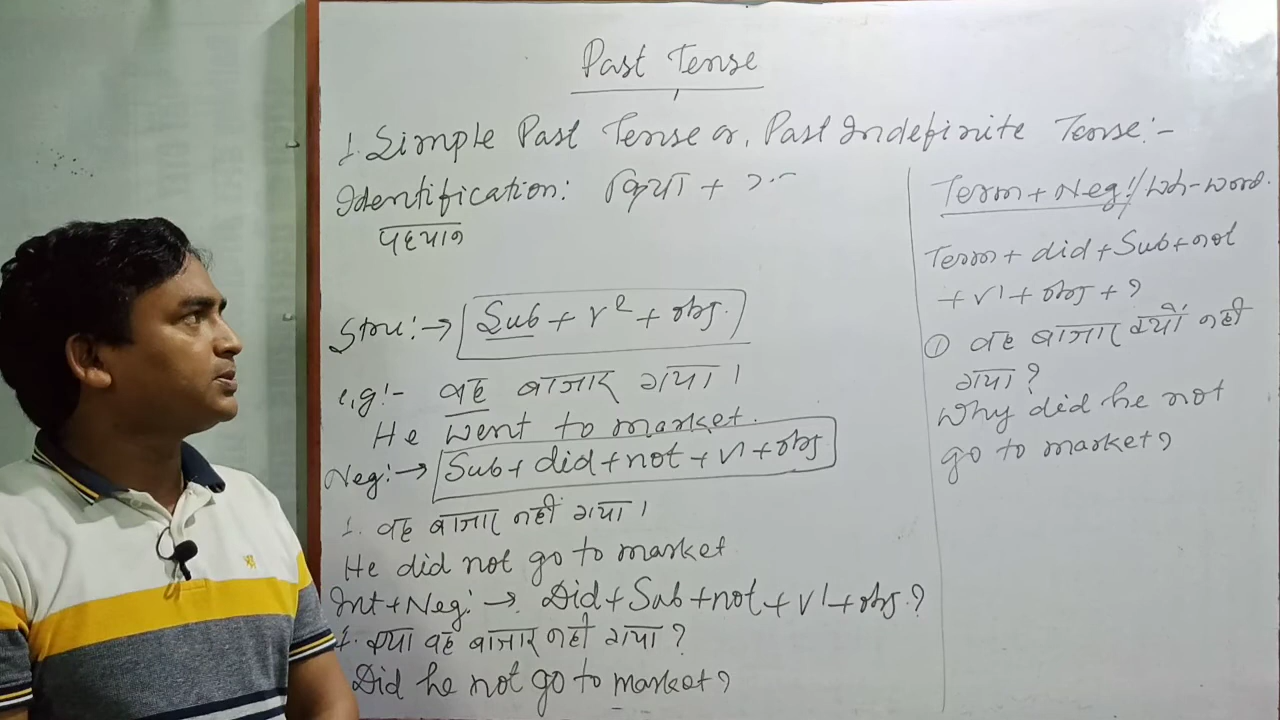 Past Tense
1. Simple Past Tense or, Past Indefinite Tense:-
Identification: क्रिया +
पहचान
Stru:→ Sub + v² + obj.
e.g:- वह बाजार गया।
He went to market.
Neg:→ Sub + did + not + v¹ + obj
1. वह बाजार नहीं गया।
He did not go to market
Int + Neg: → Did + Sub + not + v¹ + obj.?
1. क्या वह बाजार नहीं गया?
Did he not go to market?
Term + Neg:// Wh-word.
Term + did + Sub + not
+ v¹ + obj + ?
① वह बाजार क्यों नहीं
गया?
Why did he not
go to market?